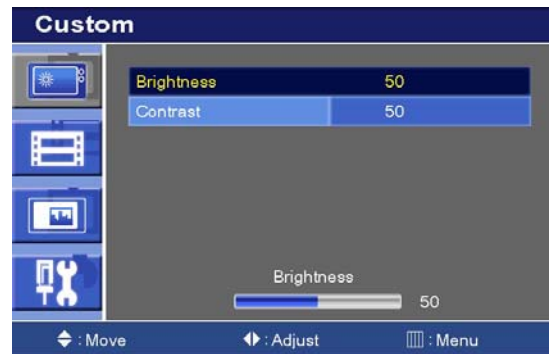 Custom
Brightness 50
Contrast 50
Brightness
50
: Move : Adjust : Menu